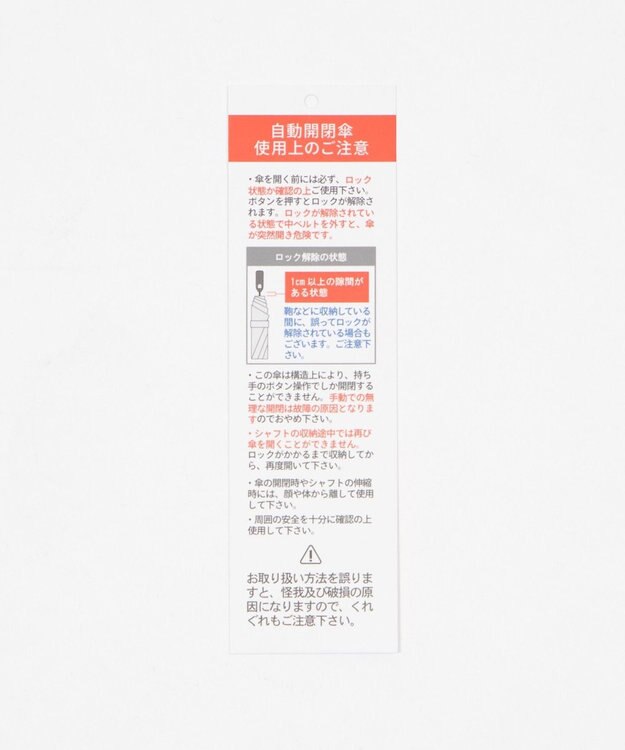 自動開閉傘
使用上のご注意
・傘を開く前には必ず、ロック
状態か確認の上ご使用下さい。
ボタンを押すとロックが解除さ
れます。ロックが解除されてい
る状態で中ベルトを外すと、傘
が突然開き危険です。
ロック解除の状態
1cm以上の隙間が
ある状態
鞄などに収納している
間に、誤ってロックが
解除されている場合も
ございます。ご注意下
さい。
・この傘は構造上により、持ち
手のボタン操作でしか開閉する
ことができません。手動での無
理な開閉は故障の原因となりま
すのでおやめ下さい。
・シャフトの収納途中では再び
傘を開くことができません。
ロックがかかるまで収納してか
ら、再度開いて下さい。
・傘の開閉時やシャフトの伸縮
時には、顔や体から離して使用
して下さい。
・周囲の安全を十分に確認の上
使用して下さい。
お取り扱い方法を誤りま
すと、怪我及び破損の原
因になりますので、くれ
ぐれもご注意下さい。